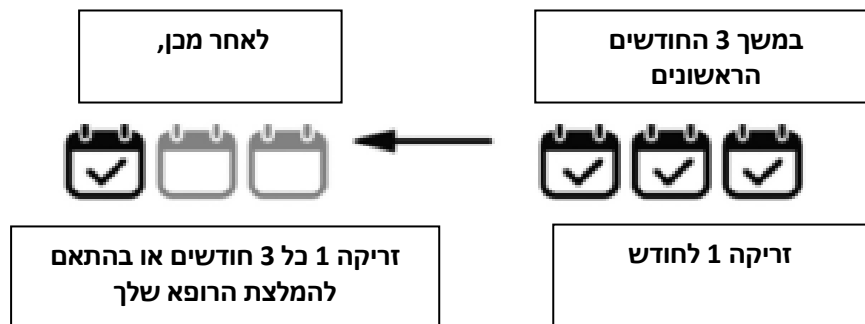 במשך 3 החודשים
הראשונים
לאחר מכן,
זריקה 1 לחודש
זריקה 1 כל 3 חודשים או בהתאם
להמלצת הרופא שלך